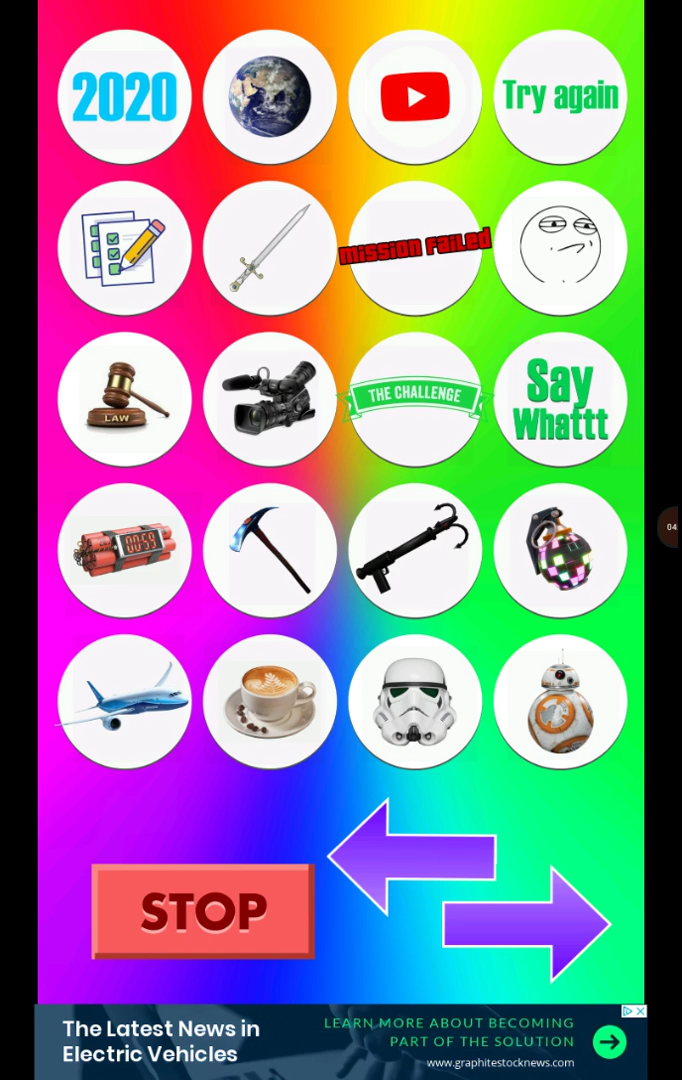 2020
Try again
mission failed
LAW
THE CHALLENGE
Say
Whattt
00:59
STOP
04
The Latest News in
Electric Vehicles
LEARN MORE ABOUT BECOMING
PART OF THE SOLUTION
www.graphitestocknews.com